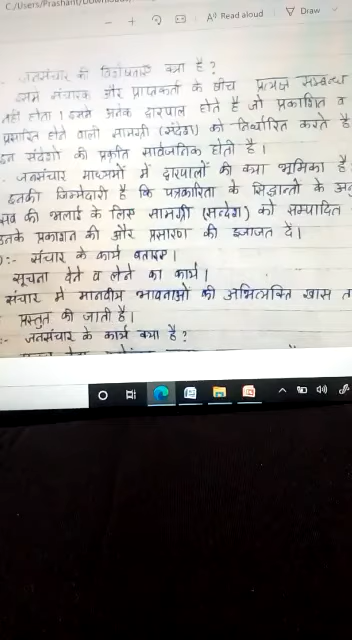 C:/Users/Prashant/Downloads
Read aloud
Draw
जनसंचार की विशेषताएँ क्या है?
इसमे संचारक और प्राप्तकर्ता के बीच प्रत्यक्ष सम्बन्ध
नही होता। इसमे अनेक द्वारपाल होते है जो प्रकाशित व
प्रसारित होने वाली सामग्री (संदेश) को निर्धारित करते है
इन संदेशो की प्रकृति सार्वजनिक होती है।
जनसंचार माध्यमो मे द्वारपालों की क्या भूमिका है
इनकी जिम्मेदारी है कि पत्रकारिता के सिद्धान्तो के अनु
सब की भलाई के लिए सामग्री (सन्देश) को सम्पादित
उनके प्रकाशन की और प्रसारण की इजाजत दें।
:- संचार के कार्य बताइए।
सूचना देने व लेने का कार्य।
संचार मे मानवीय भावनाओं की अभिव्यक्ति खास त
प्रस्तुत की जाती है।
:- जनसंचार के कार्य क्या है?